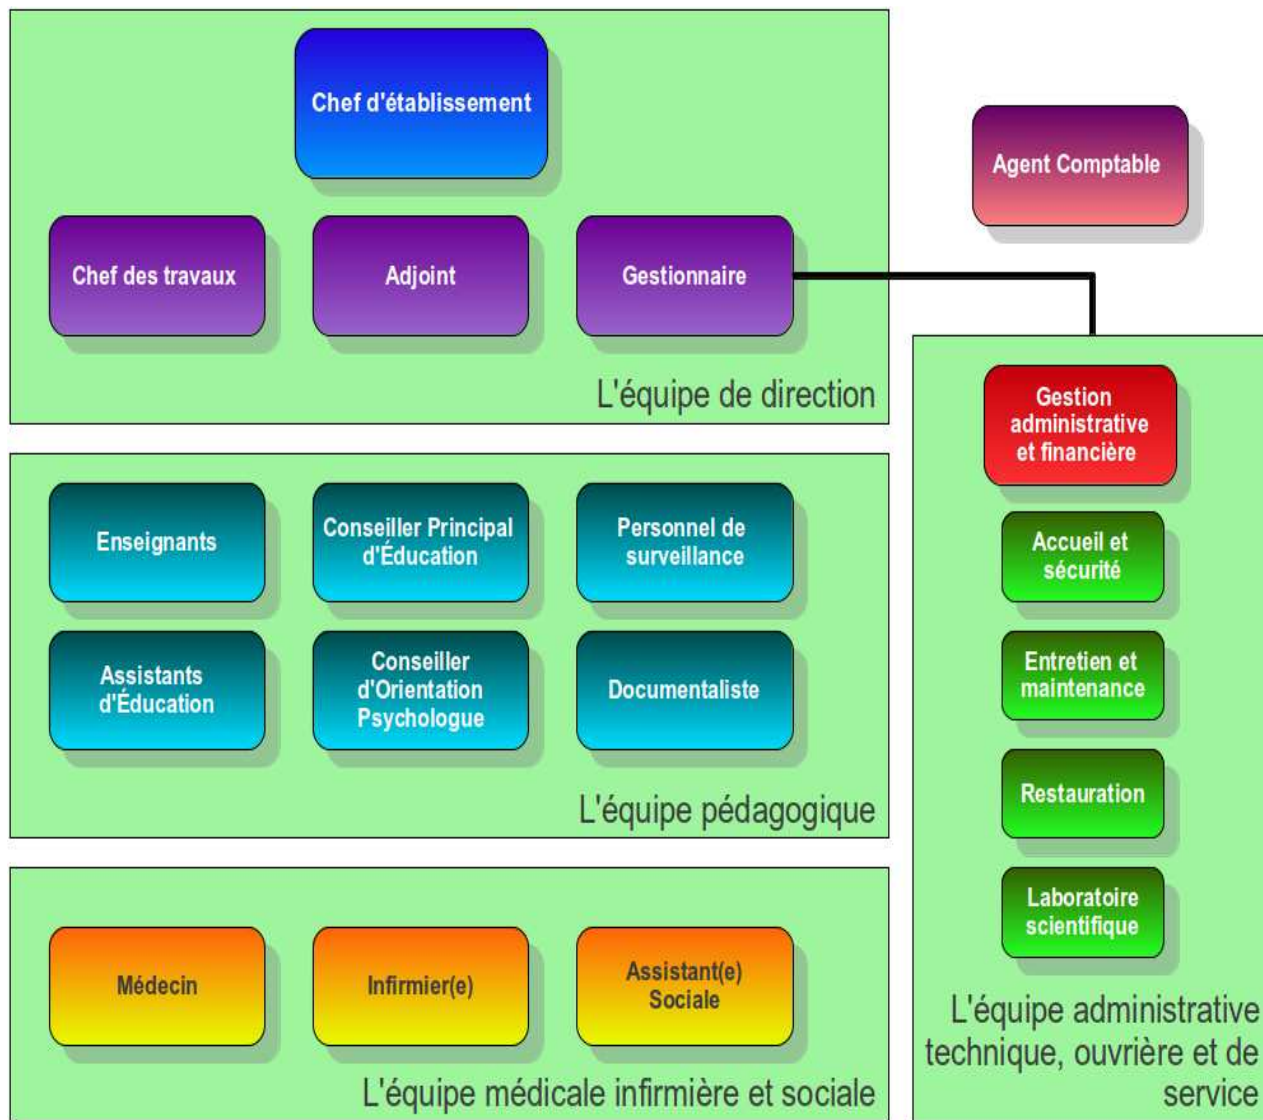 Chef d'établissement
Agent Comptable
Chef des travaux
Adjoint
Gestionnaire
L'équipe de direction
Gestion
administrative
et financière
Accueil et
sécurité
Entretien et
maintenance
Restauration
Laboratoire
scientifique
L'équipe administrative
technique, ouvrière et de
service
Enseignants
Conseiller Principal
d'Éducation
Personnel de
surveillance
Assistants
d'Éducation
Conseiller
d'Orientation
Psychologue
Documentaliste
L'équipe pédagogique
Médecin
Infirmier(e)
Assistant(e)
Sociale
L'équipe médicale infirmière et sociale